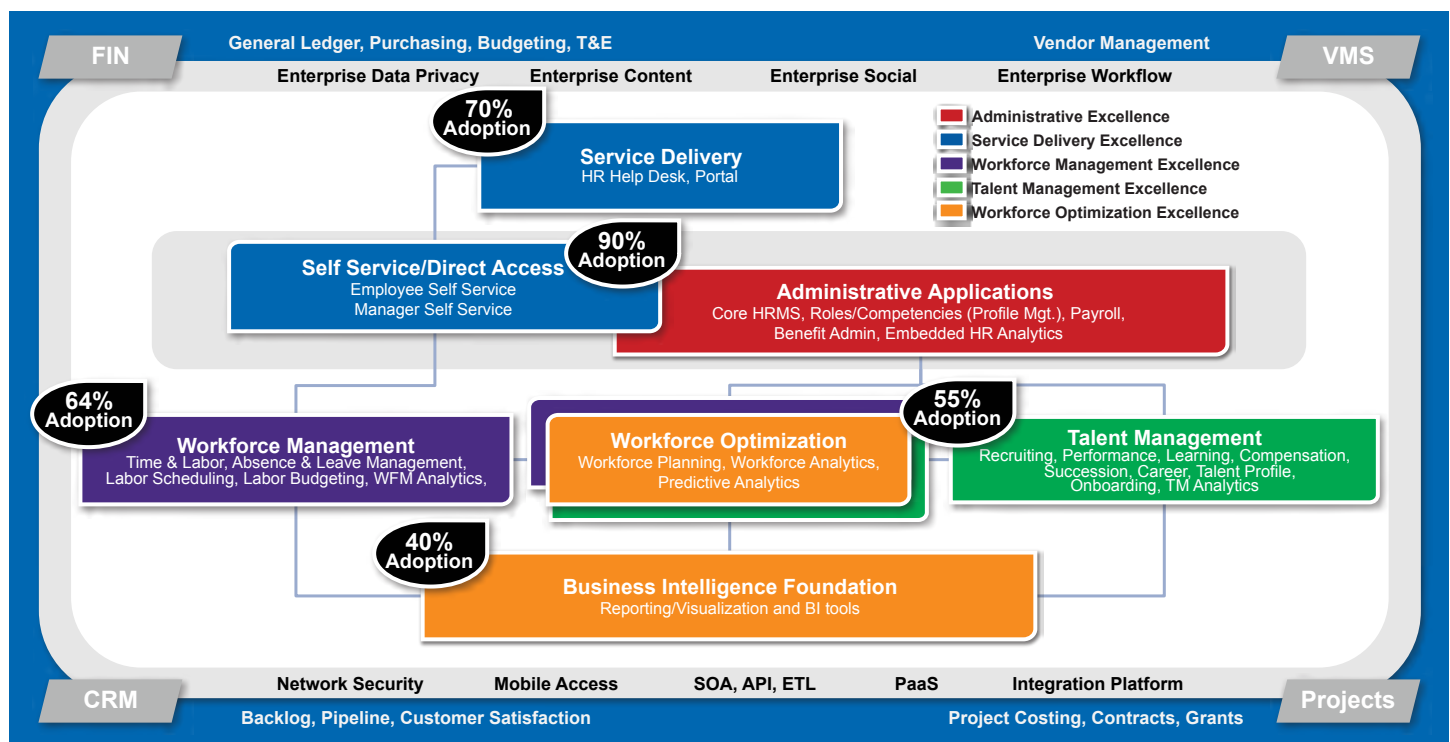 FIN
General Ledger, Purchasing, Budgeting, T&E
Vendor Management
VMS
Enterprise Data Privacy
Enterprise Content
Enterprise Social
Enterprise Workflow
70%
Adoption
Service Delivery
HR Help Desk, Portal
Administrative Excellence
Service Delivery Excellence
Workforce Management Excellence
Talent Management Excellence
Workforce Optimization Excellence
90%
Adoption
Self Service/Direct Access
Employee Self Service
Manager Self Service
Administrative Applications
Core HRMS, Roles/Competencies (Profile Mgt.), Payroll,
Benefit Admin, Embedded HR Analytics
64%
Adoption
Workforce Management
Time & Labor, Absence & Leave Management,
Labor Scheduling, Labor Budgeting, WFM Analytics,
Workforce Optimization
Workforce Planning, Workforce Analytics,
Predictive Analytics
55%
Adoption
Talent Management
Recruiting, Performance, Learning, Compensation,
Succession, Career, Talent Profile,
Onboarding, TM Analytics
40%
Adoption
Business Intelligence Foundation
Reporting/Visualization and BI tools
Network Security
Mobile Access
SOA, API, ETL
PaaS
Integration Platform
CRM
Backlog, Pipeline, Customer Satisfaction
Project Costing, Contracts, Grants
Projects